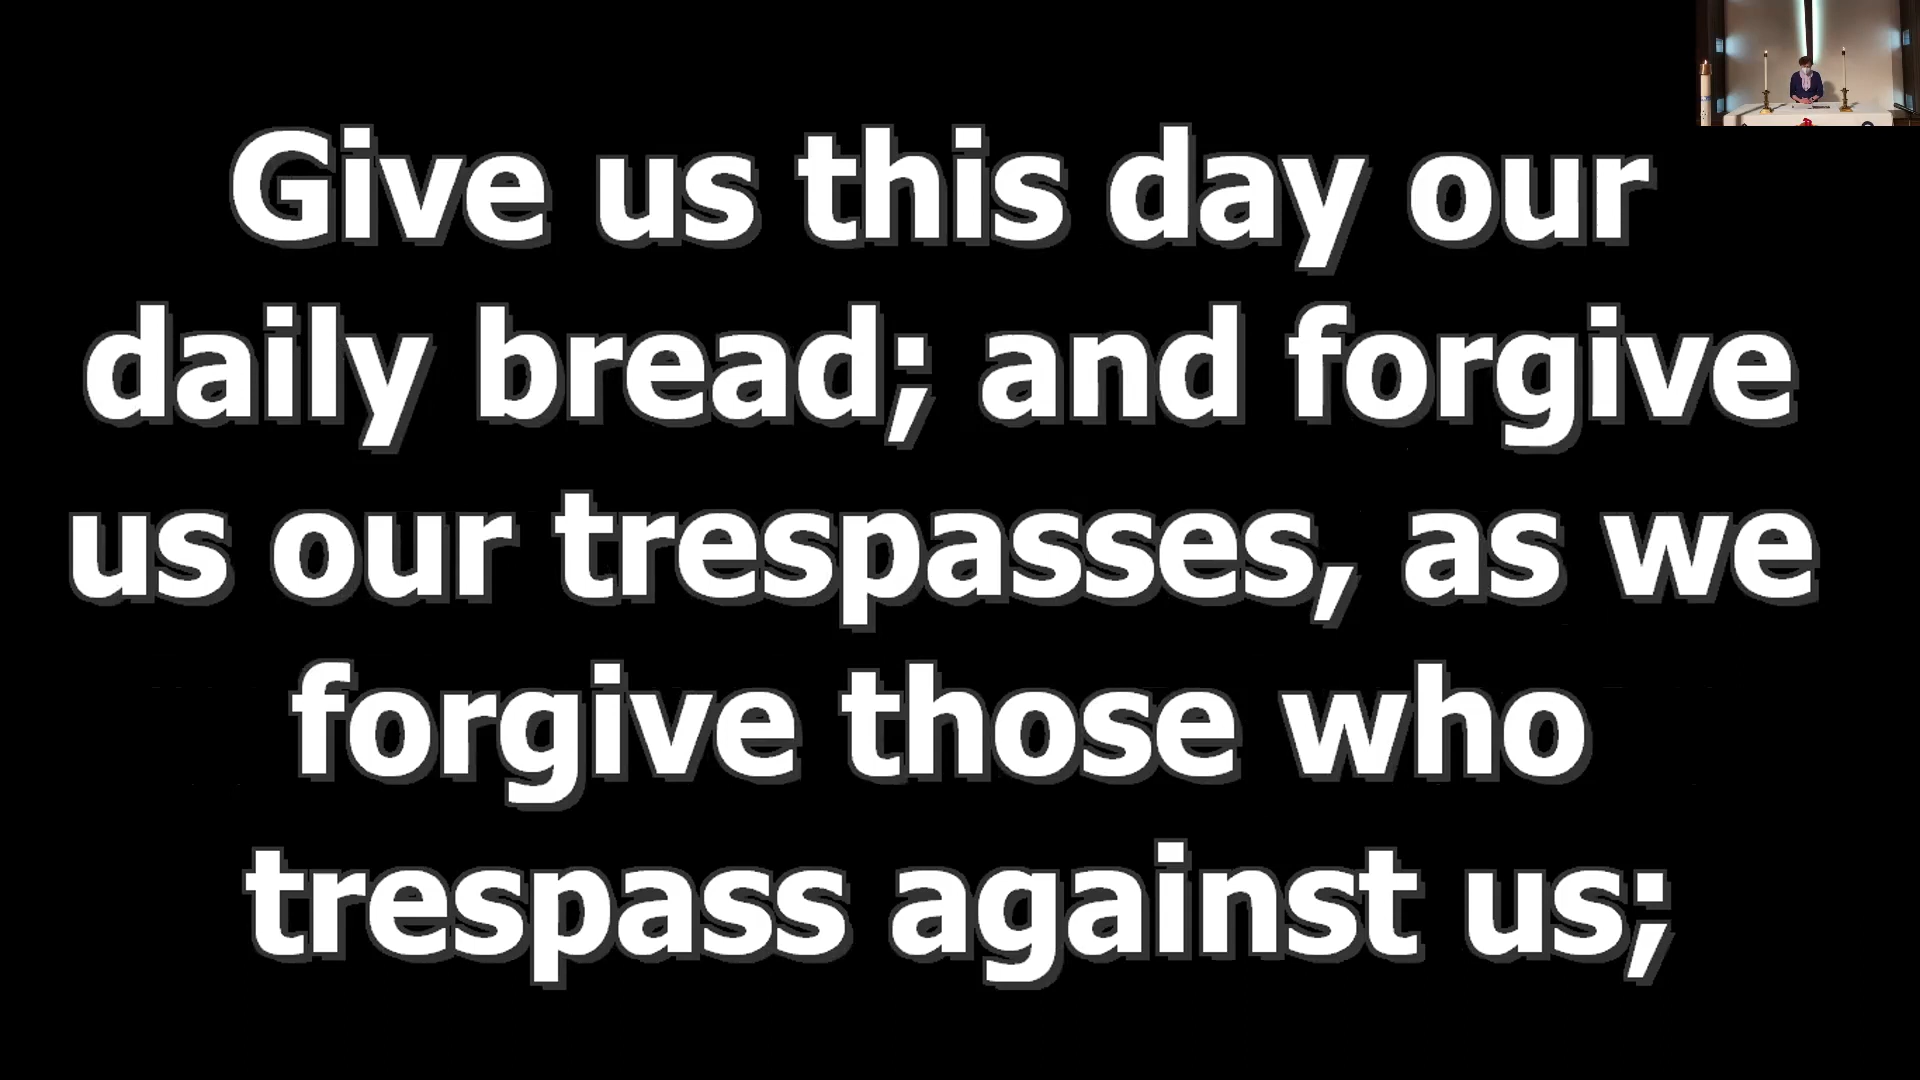 Give us this day our
daily bread; and forgive
us our trespasses, as we
forgive those who
trespass against us;